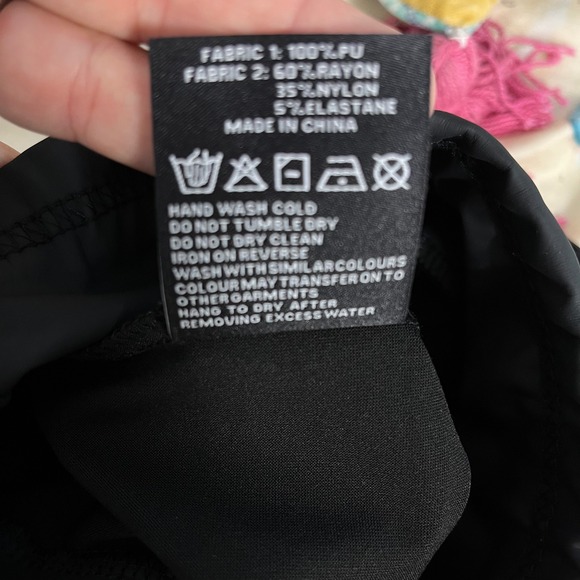 FABRIC 1: 100%PU
FABRIC 2: 60%RAYON
35%NYLON
5%ELASTANE
MADE IN CHINA
HAND WASH COLD
DO NOT TUMBLE DRY
DO NOT DRY CLEAN
IRON ON REVERSE
WASH WITH SIMILAR COLOURS
COLOUR MAY TRANSFER ON TO
OTHER GARMENTS
HANG TO DRY AFTER
REMOVING EXCESS WATER